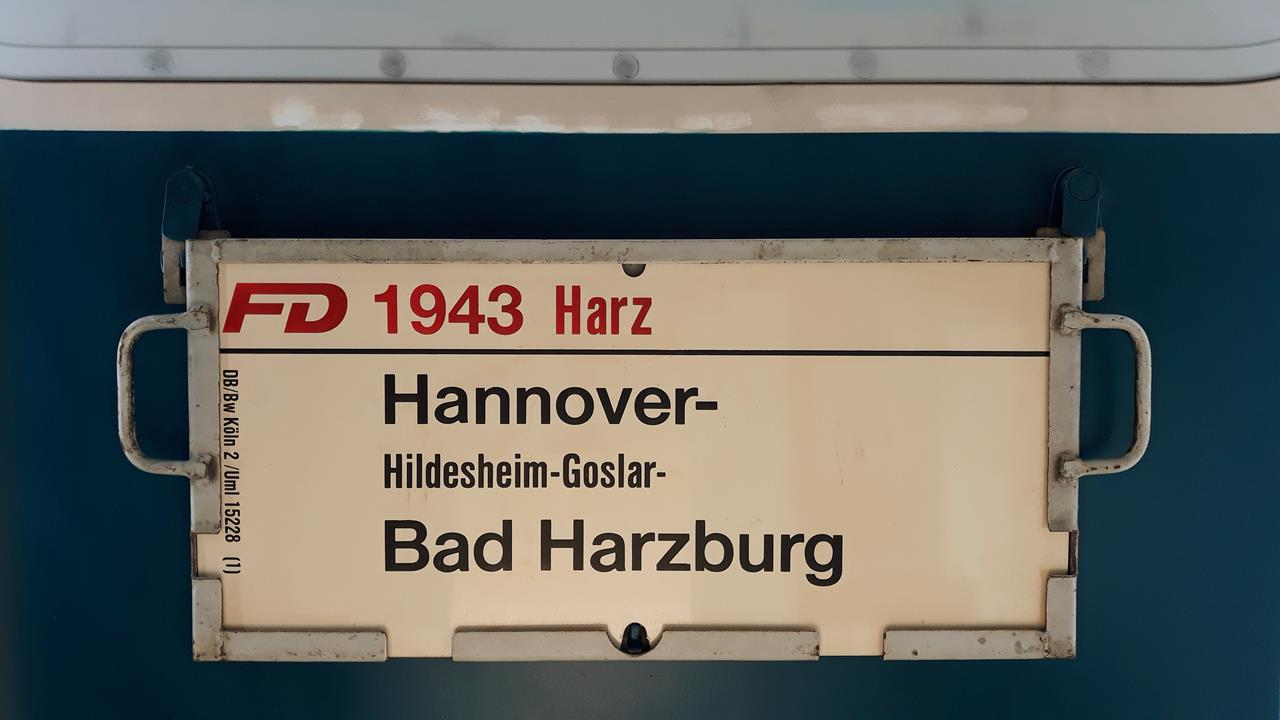 FD 1943 Harz
Hannover-
Hildesheim-Goslar-
Bad Harzburg
DB/Bw Köln 2 /Uml 15228 (1)